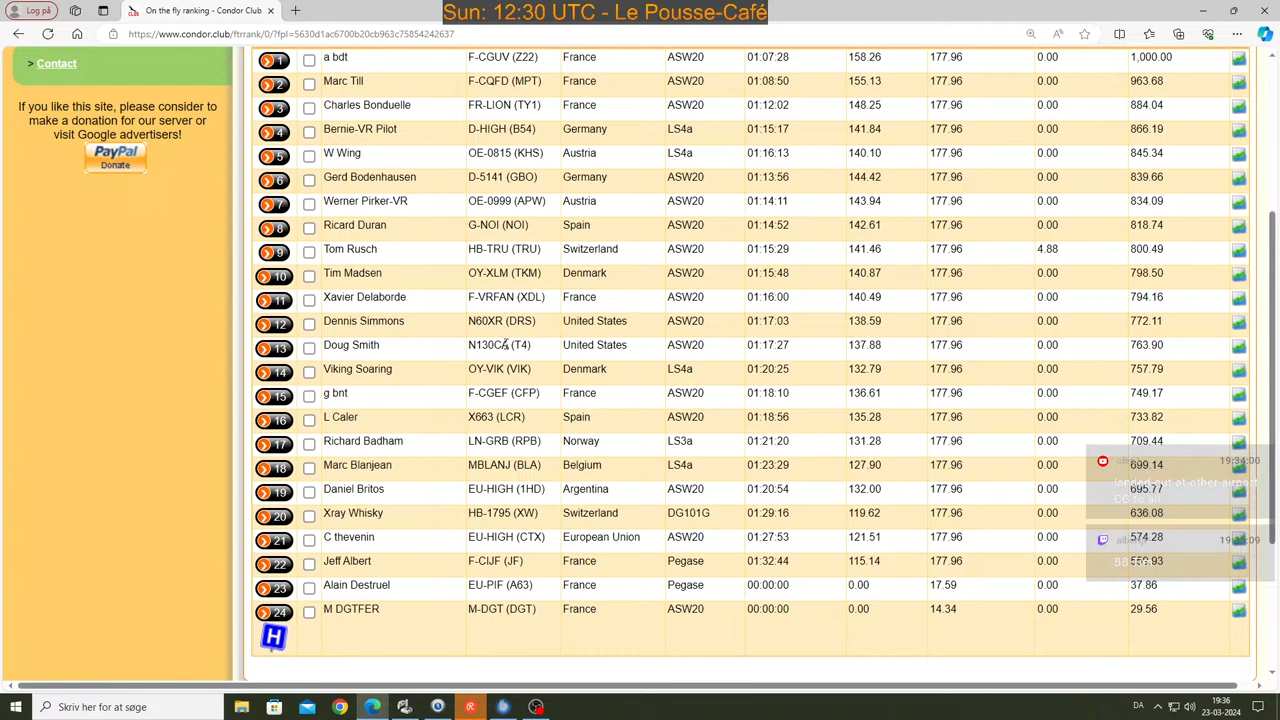 Sun: 12:30 UTC - Le Pousse-Café
Log på
On the fly ranking - Condor Club
https://www.condor.club/ftrrank/0/?fpl=5630d1ac6700b20cb963c75854242637
> Contact
If you like this site, please consider to
make a donation for our server or
visit Google advertisers!
PayPal
Donate
1 a bdt F-CGUV (Z22) France ASW20 01:07:28 158.26 177.96 0.00 1,000.00
2 Marc Till F-CQFD (MPT) France ASW20 01:08:50 155.13 177.96 0.00 963.68
3 Charles Bonduelle FR-LION (TY1) France ASW20 01:12:02 148.25 177.96 0.00 884.04
4 Bernie-VR Pilot D-HIGH (B54) Germany LS4a 01:15:17 141.84 177.96 0.00 866.19
5 W Wing OE-0815 (KHS) Austria LS4a 01:16:13 140.10 177.96 0.00 845.34
6 Gerd Bodenhausen D-5141 (GBO) Germany ASW20 01:13:56 144.42 177.96 0.00 839.66
7 Werner Pirker-VR OE-0999 (APW) Austria ASW20 01:14:11 143.94 177.96 0.00 834.09
8 Ricard Duran G-NOI (NOI) Spain ASW20 01:14:52 142.61 177.96 0.00 818.74
9 Tom Rusch HB-TRU (TRU) Switzerland ASW20 01:15:29 141.46 177.96 4.88 800.49
10 Tim Madsen OY-XLM (TKM) Denmark ASW20 01:15:48 140.87 177.96 0.00 798.50
11 Xavier Delaborde F-VRFAN (XDL) France ASW20 01:16:00 140.49 177.96 0.00 794.16
12 Dennis Simmons N60XR (DRS) United States ASW20 01:17:03 138.59 177.96 0.00 772.11
13 Doug Smith (T4) United States ASW20 01:17:27 137.88 177.96 0.00 763.90
14 Viking Soaring OY-VIK (VIK) Denmark LS4a 01:20:25 132.79 177.96 0.00 757.79
15 g bnt F-CGEF (CFP) France ASW20 01:18:10 136.61 177.96 0.00 749.17
16 L Caler X663 (LCR) Spain ASW20 01:18:56 135.28 177.96 0.00 733.82
17 Richard Badham LN-GRB (RPB) Norway LS3a 01:21:20 131.28 177.96 0.00 709.44
18 Marc Blanjean MBLANJ (BLA) Belgium LS4a 01:23:29 127.90 177.96 0.00 699.14
19 Daniel Britos EU-HIGH (1HD) Argentina ASW20 01:20:54 132.00 177.96 0.00
20 Xray Whisky HB-1795 (XW) Switzerland DG101G 01:29:16 119.62 177.96 0.00 636.08
21 C thevenin EU-HIGH (CTX) European Union ASW20 01:27:53 121.51 177.96 0.00 574.28
22 Jeff Albert F-CIJF (JF) France Pegase 01:32:44 115.14 177.96 0.00
23 Alain Destruel EU-PIF (A63) France Pegase 00:00:00 0.00 17.59 0.00 37.86
24 M DGTFER M-DGT (DGT) France ASW20 00:00:00 0.00 14.34 0.00 29.56
H
19:34:00
landed out at other airport
Skriv her for at søge
DA
19:36
23-03-2024